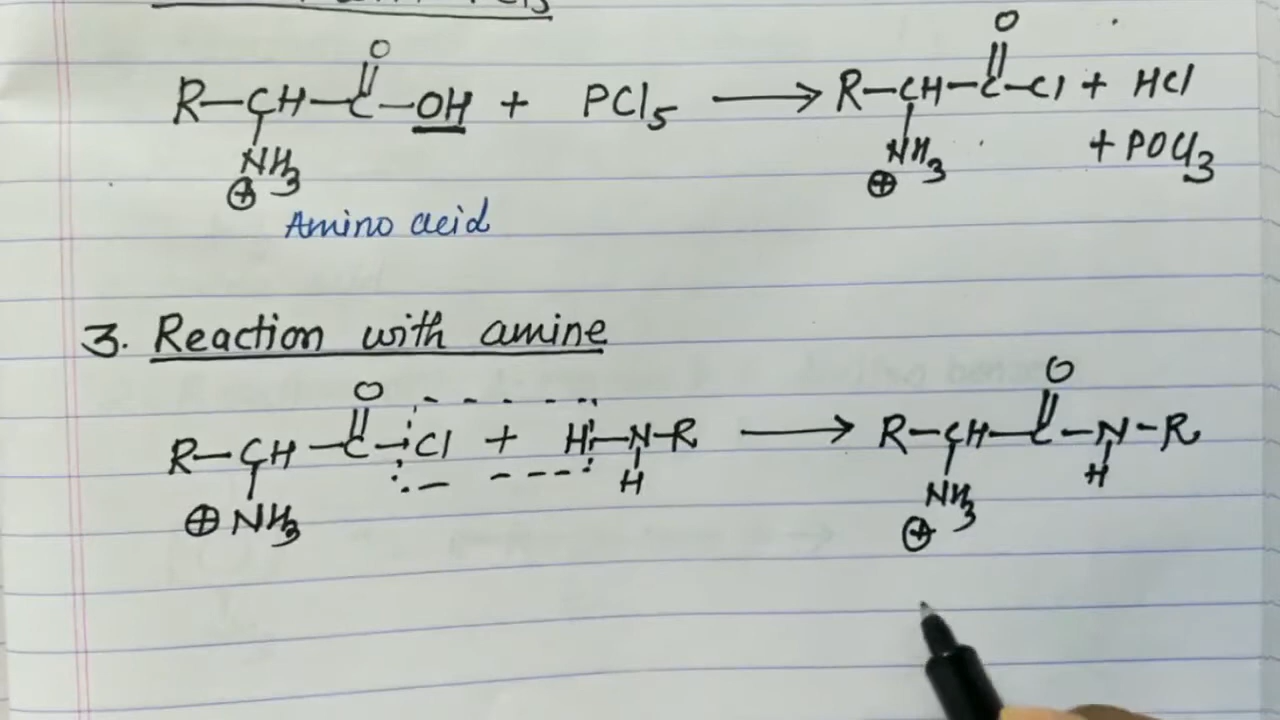 PCl5
O
R-CH-C-OH + PCl5 → R-CH-C-Cl + HCl
NH3 ⊕ NH3 ⊕ + POCl3
Amino acid
3. Reaction with amine
O O
R-CH-C-Cl + H-N-R → R-CH-C-N-R
⊕ NH3 H NH3 H
⊕